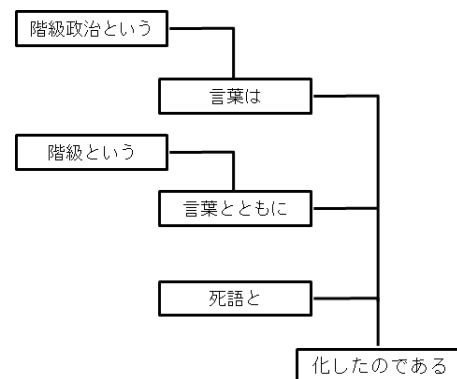 階級政治という
言葉は
階級という
言葉とともに
死語と
化したのである